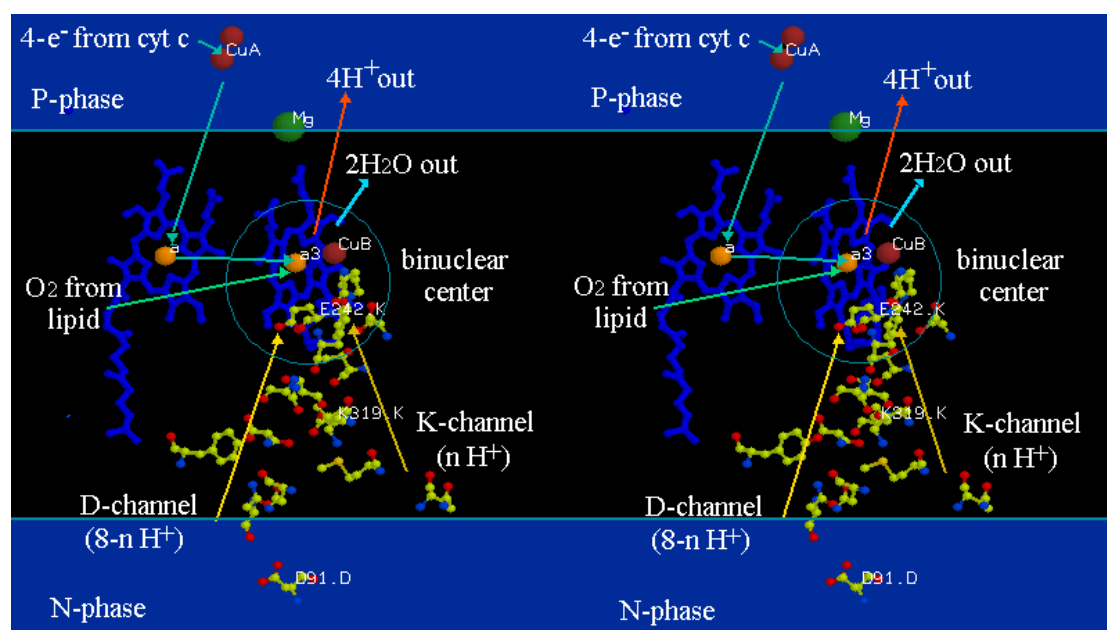 4-e⁻ from cyt c
CuA
4H⁺out
P-phase
Mg
2H₂O out
a
a3
CuB
binuclear
center
O₂ from
lipid
E242.K
K319.K
K-channel
(n H⁺)
D-channel
(8-n H⁺)
D91.D
N-phase
4-e⁻ from cyt c
CuA
4H⁺out
P-phase
Mg
2H₂O out
a
a3
CuB
binuclear
center
O₂ from
lipid
E242.K
K319.K
K-channel
(n H⁺)
D-channel
(8-n H⁺)
D91.D
N-phase